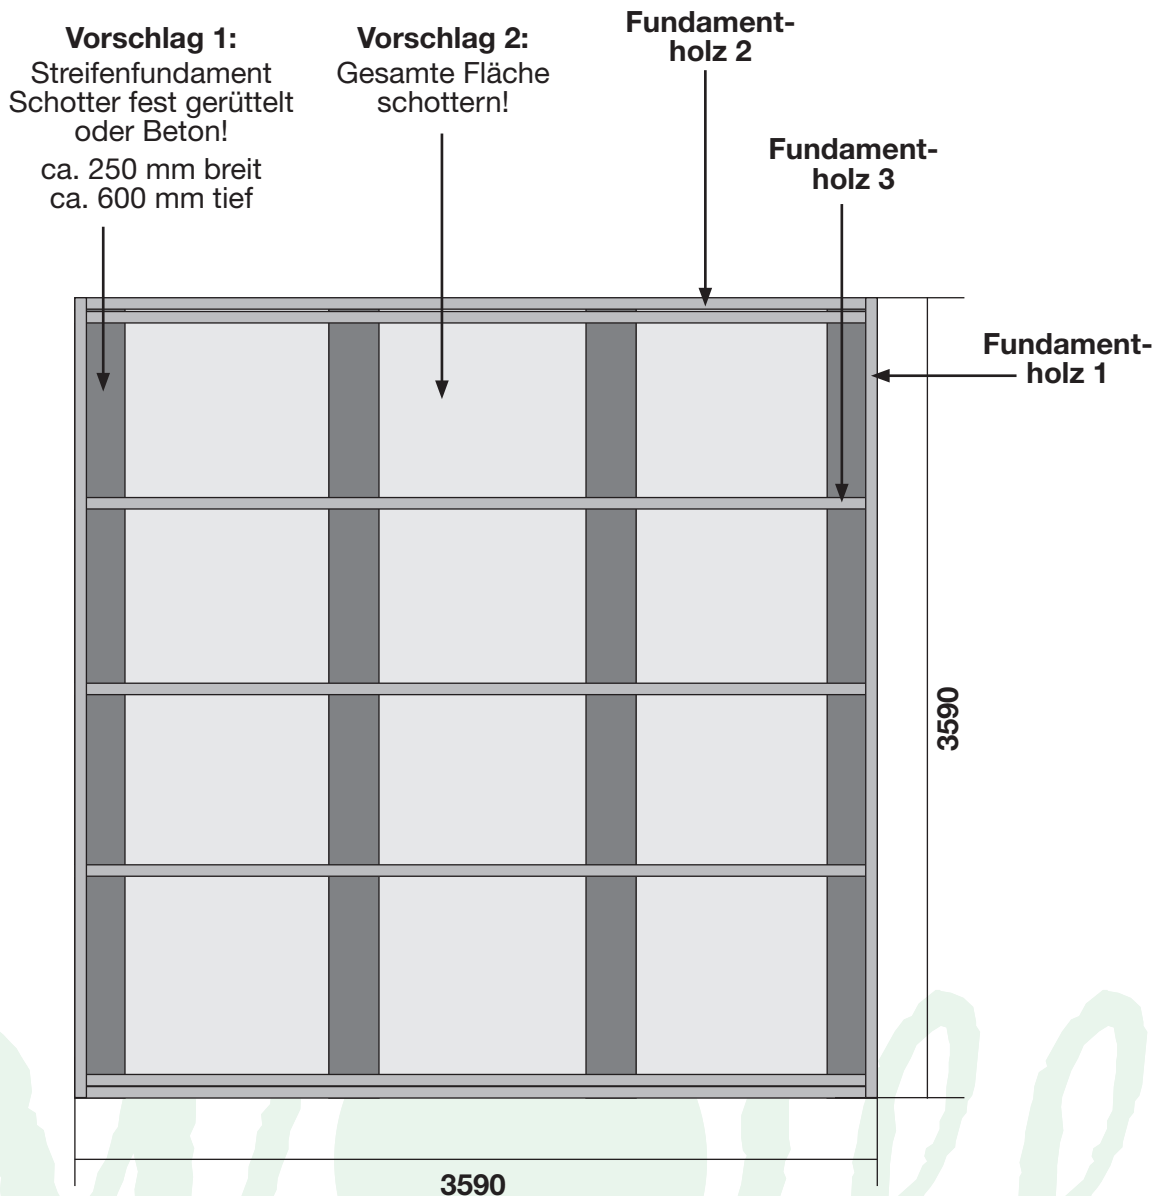 Vorschlag 1:
Streifenfundament
Schotter fest gerüttelt
oder Beton!
ca. 250 mm breit
ca. 600 mm tief
Vorschlag 2:
Gesamte Fläche
schottern!
Fundament-
holz 2
Fundament-
holz 3
Fundament-
holz 1
3590
3590